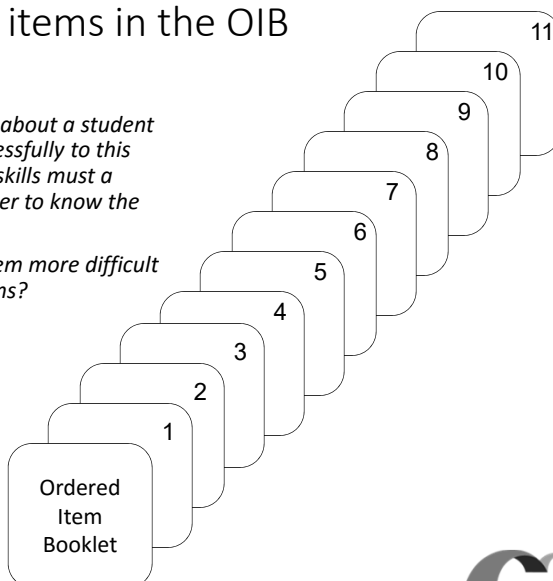 items in the OIB
about a student
essfully to this
skills must a
er to know the
em more difficult
ns?
11
10
9
8
7
6
5
4
3
2
1
Ordered
Item
Booklet